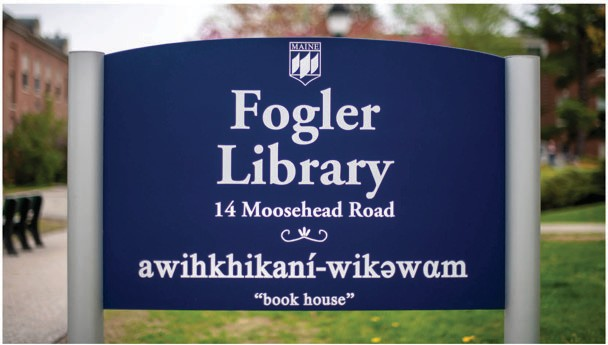 MAINE
Fogler
Library
14 Moosehead Road
awihkhikaní-wikəwαm
“book house”